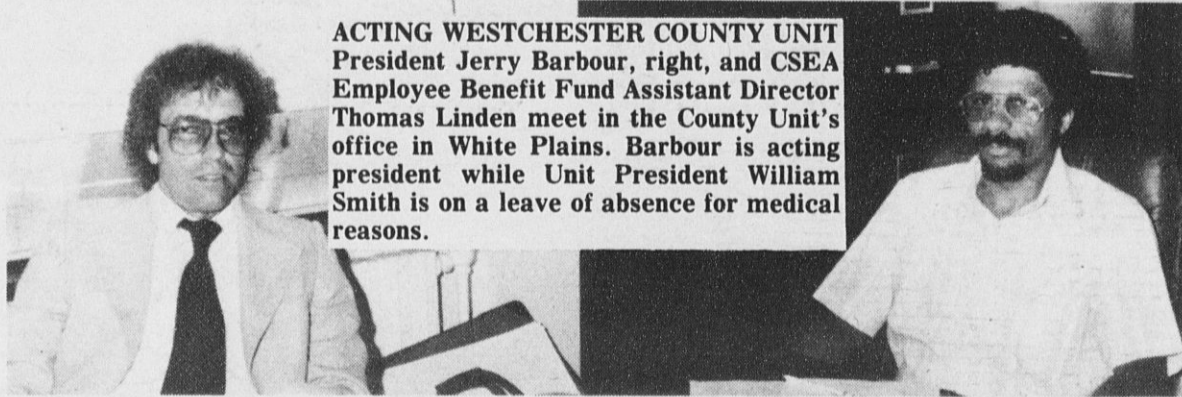 ACTING WESTCHESTER COUNTY UNIT
President Jerry Barbour, right, and CSEA
Employee Benefit Fund Assistant Director
Thomas Linden meet in the County Unit's
office in White Plains. Barbour is acting
president while Unit President William
Smith is on a leave of absence for medical
reasons.